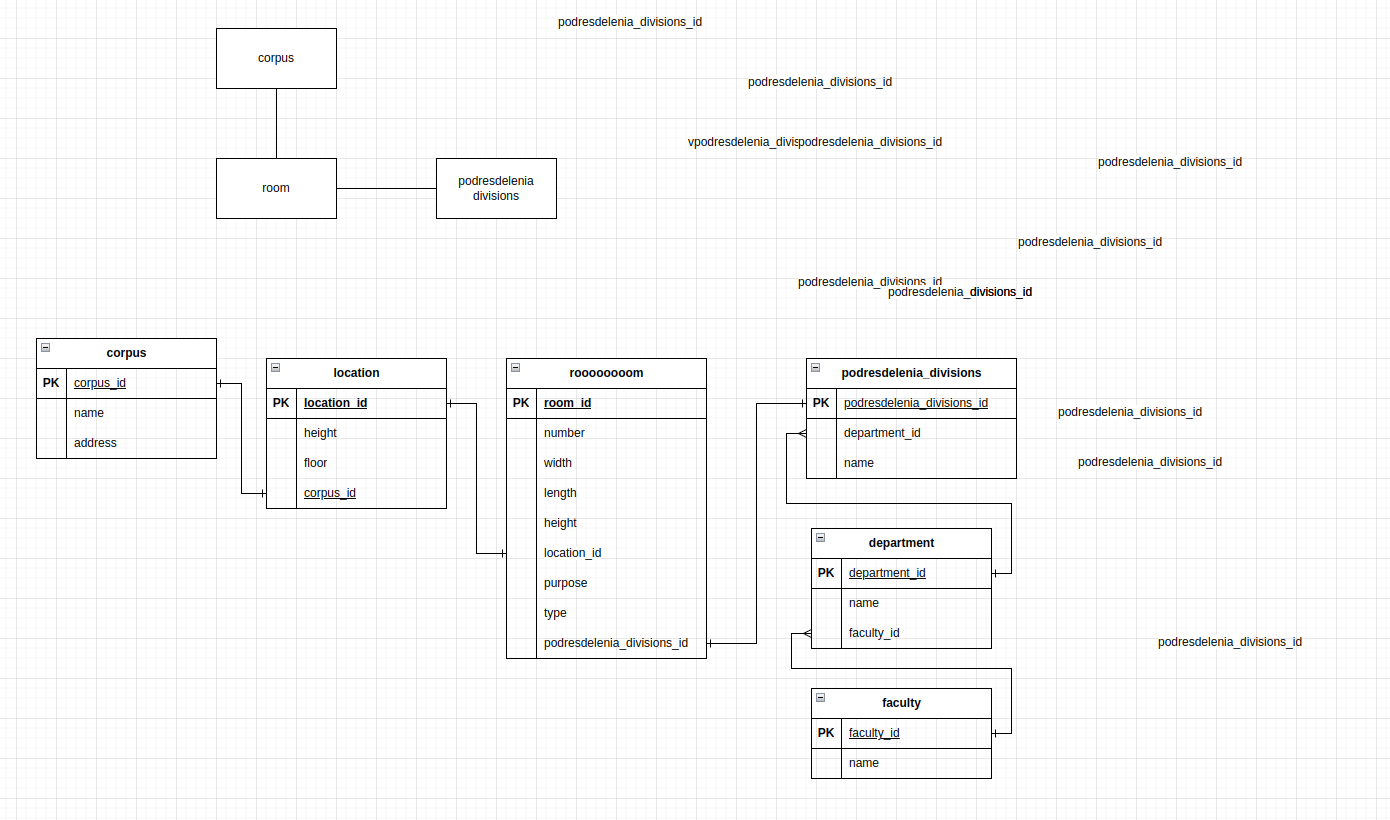 podresdelenia_divisions_id
corpus
podresdelenia_divisions_id
vpodresdelenia_divispodresdelenia_divisions_id
podresdelenia_divisions_id
room
podresdelenia
divisions
podresdelenia_divisions_id
podresdelenia_divisions_id
podresdelenia_divisions_id
corpus
PK corpus_id
name
address
location
PK location_id
height
floor
corpus_id
roooooooom
PK room_id
number
width
length
height
location_id
purpose
type
podresdelenia_divisions_id
podresdelenia_divisions
PK podresdelenia_divisions_id
department_id
name
podresdelenia_divisions_id
podresdelenia_divisions_id
department
PK department_id
name
faculty_id
podresdelenia_divisions_id
faculty
PK faculty_id
name